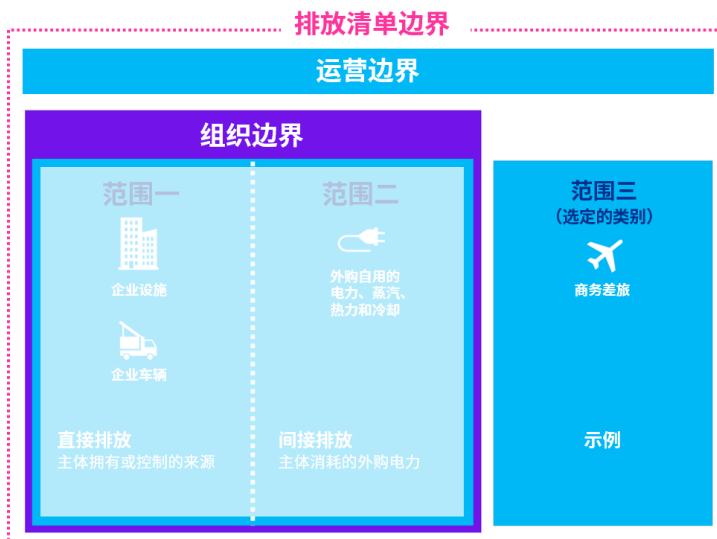 排放清单边界
运营边界
组织边界
范围一
企业设施
企业车辆
直接排放
主体拥有或控制的来源
范围二
外购自用的
电力、蒸汽、
热力和冷却
间接排放
主体消耗的外购电力
范围三
（选定的类别）
商务差旅
示例